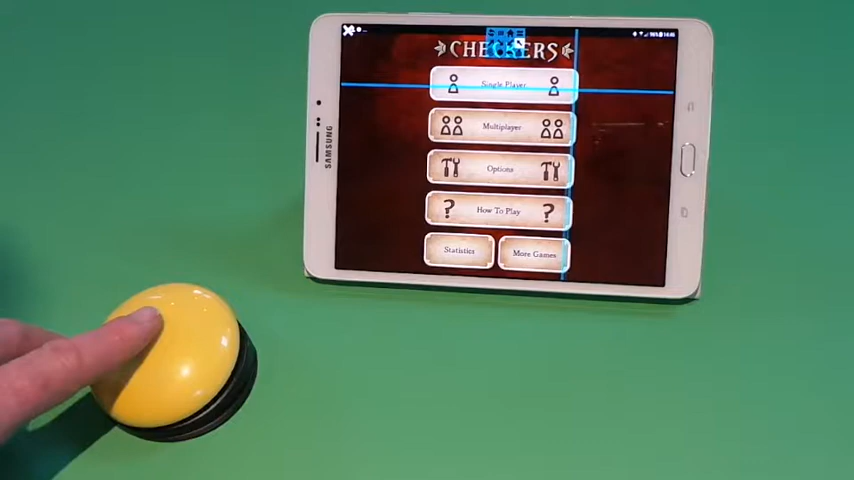 CHECKERS
Single Player
Multiplayer
Options
How To Play
Statistics
More Games
SAMSUNG